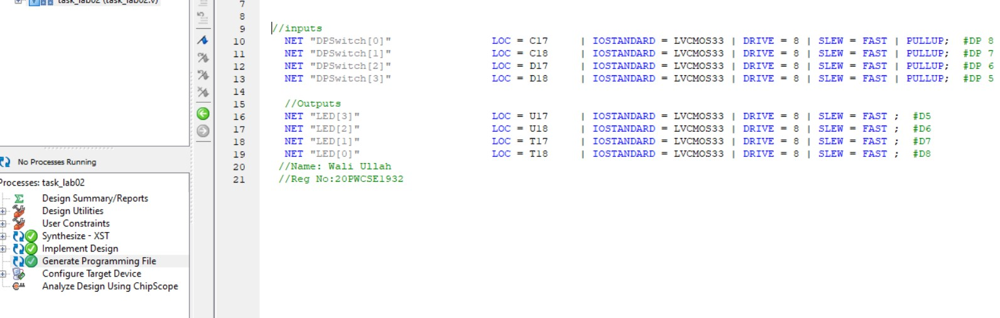 task_lab02 (task_lab02.v)
No Processes Running
Processes: task_lab02
Design Summary/Reports
Design Utilities
User Constraints
Synthesize - XST
Implement Design
Generate Programming File
Configure Target Device
Analyze Design Using ChipScope
7
8
9 //inputs
10 NET "DPSwitch[0]" LOC = C17 | IOSTANDARD = LVCMOS33 | DRIVE = 8 | SLEW = FAST | PULLUP; #DP 8
11 NET "DPSwitch[1]" LOC = C18 | IOSTANDARD = LVCMOS33 | DRIVE = 8 | SLEW = FAST | PULLUP; #DP 7
12 NET "DPSwitch[2]" LOC = D17 | IOSTANDARD = LVCMOS33 | DRIVE = 8 | SLEW = FAST | PULLUP; #DP 6
13 NET "DPSwitch[3]" LOC = D18 | IOSTANDARD = LVCMOS33 | DRIVE = 8 | SLEW = FAST | PULLUP; #DP 5
14
15 //Outputs
16 NET "LED[3]" LOC = U17 | IOSTANDARD = LVCMOS33 | DRIVE = 8 | SLEW = FAST ; #D5
17 NET "LED[2]" LOC = U18 | IOSTANDARD = LVCMOS33 | DRIVE = 8 | SLEW = FAST ; #D6
18 NET "LED[1]" LOC = T17 | IOSTANDARD = LVCMOS33 | DRIVE = 8 | SLEW = FAST ; #D7
19 NET "LED[0]" LOC = T18 | IOSTANDARD = LVCMOS33 | DRIVE = 8 | SLEW = FAST ; #D8
20 //Name: Wali Ullah
21 //Reg No:20PWCSE1932